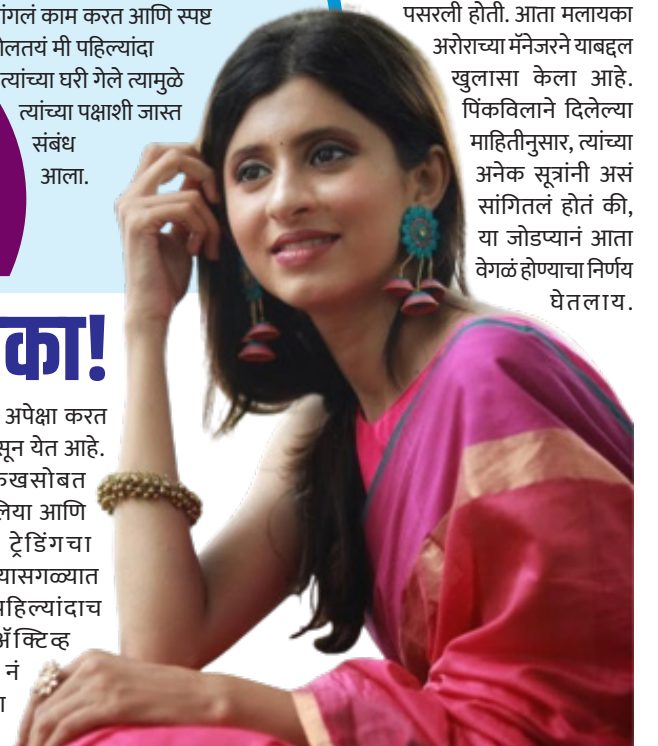 ांगलं काम करत आणि स्पष्ट
ोलतयं मी पहिल्यांदा
त्यांच्या घरी गेले त्यामुळे
त्यांच्या पक्षाशी जास्त
संबंध
आला.
का!
अपेक्षा करत
सून येत आहे.
खसोबत
लिया आणि
ट्रेडिंगचा
यासगळ्यात
पहिल्यांदाच
ॲक्टिव्ह
नं
पसरली होती. आता मलायका
अरोराच्या मॅनेजरने याबद्दल
खुलासा केला आहे.
पिंकविलाने दिलेल्या
माहितीनुसार, त्यांच्या
अनेक सूत्रांनी असं
सांगितलं होतं की,
या जोडप्यानं आता
वेगळं होण्याचा निर्णय
घेतलाय.